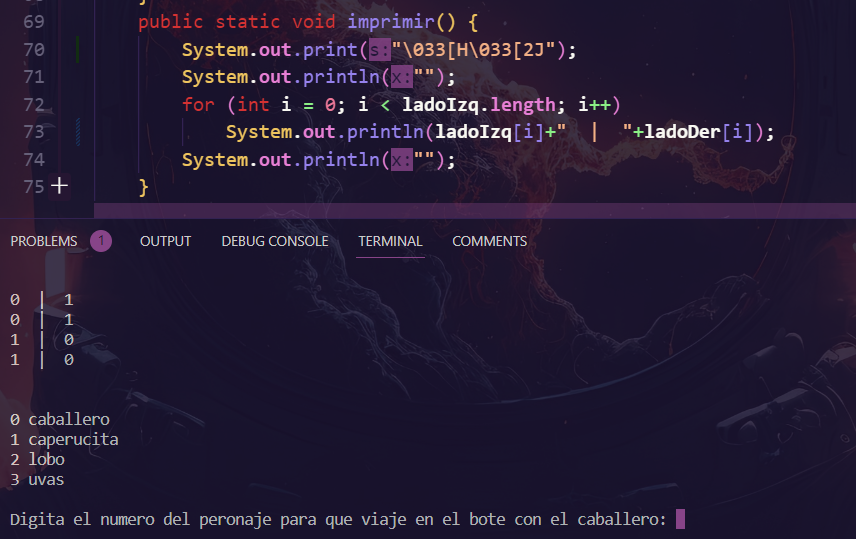 69 public static void imprimir() {
70 System.out.print(s:"\033[H\033[2J");
71 System.out.println(x:"");
72 for (int i = 0; i < ladoIzq.length; i++)
73 System.out.println(ladoIzq[i]+"  |  "+ladoDer[i]);
74 System.out.println(x:"");
75 }
PROBLEMS 1 OUTPUT DEBUG CONSOLE TERMINAL COMMENTS
0  |  1
0  |  1
1  |  0
1  |  0
0 caballero
1 caperucita
2 lobo
3 uvas
Digita el numero del peronaje para que viaje en el bote con el caballero: